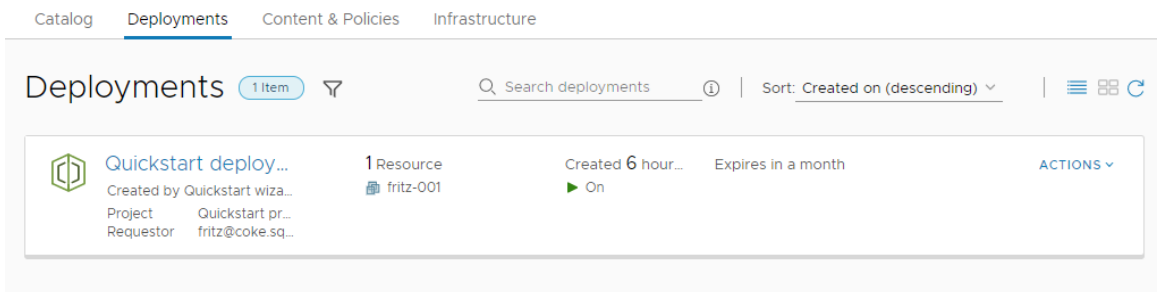 Catalog Deployments Content & Policies Infrastructure
Deployments 1 Item Search deployments Sort: Created on (descending)
Quickstart deploy... 1 Resource Created 6 hour... Expires in a month ACTIONS
Created by Quickstart wiza... fritz-001 On
Project Quickstart pr...
Requestor fritz@coke.sq...